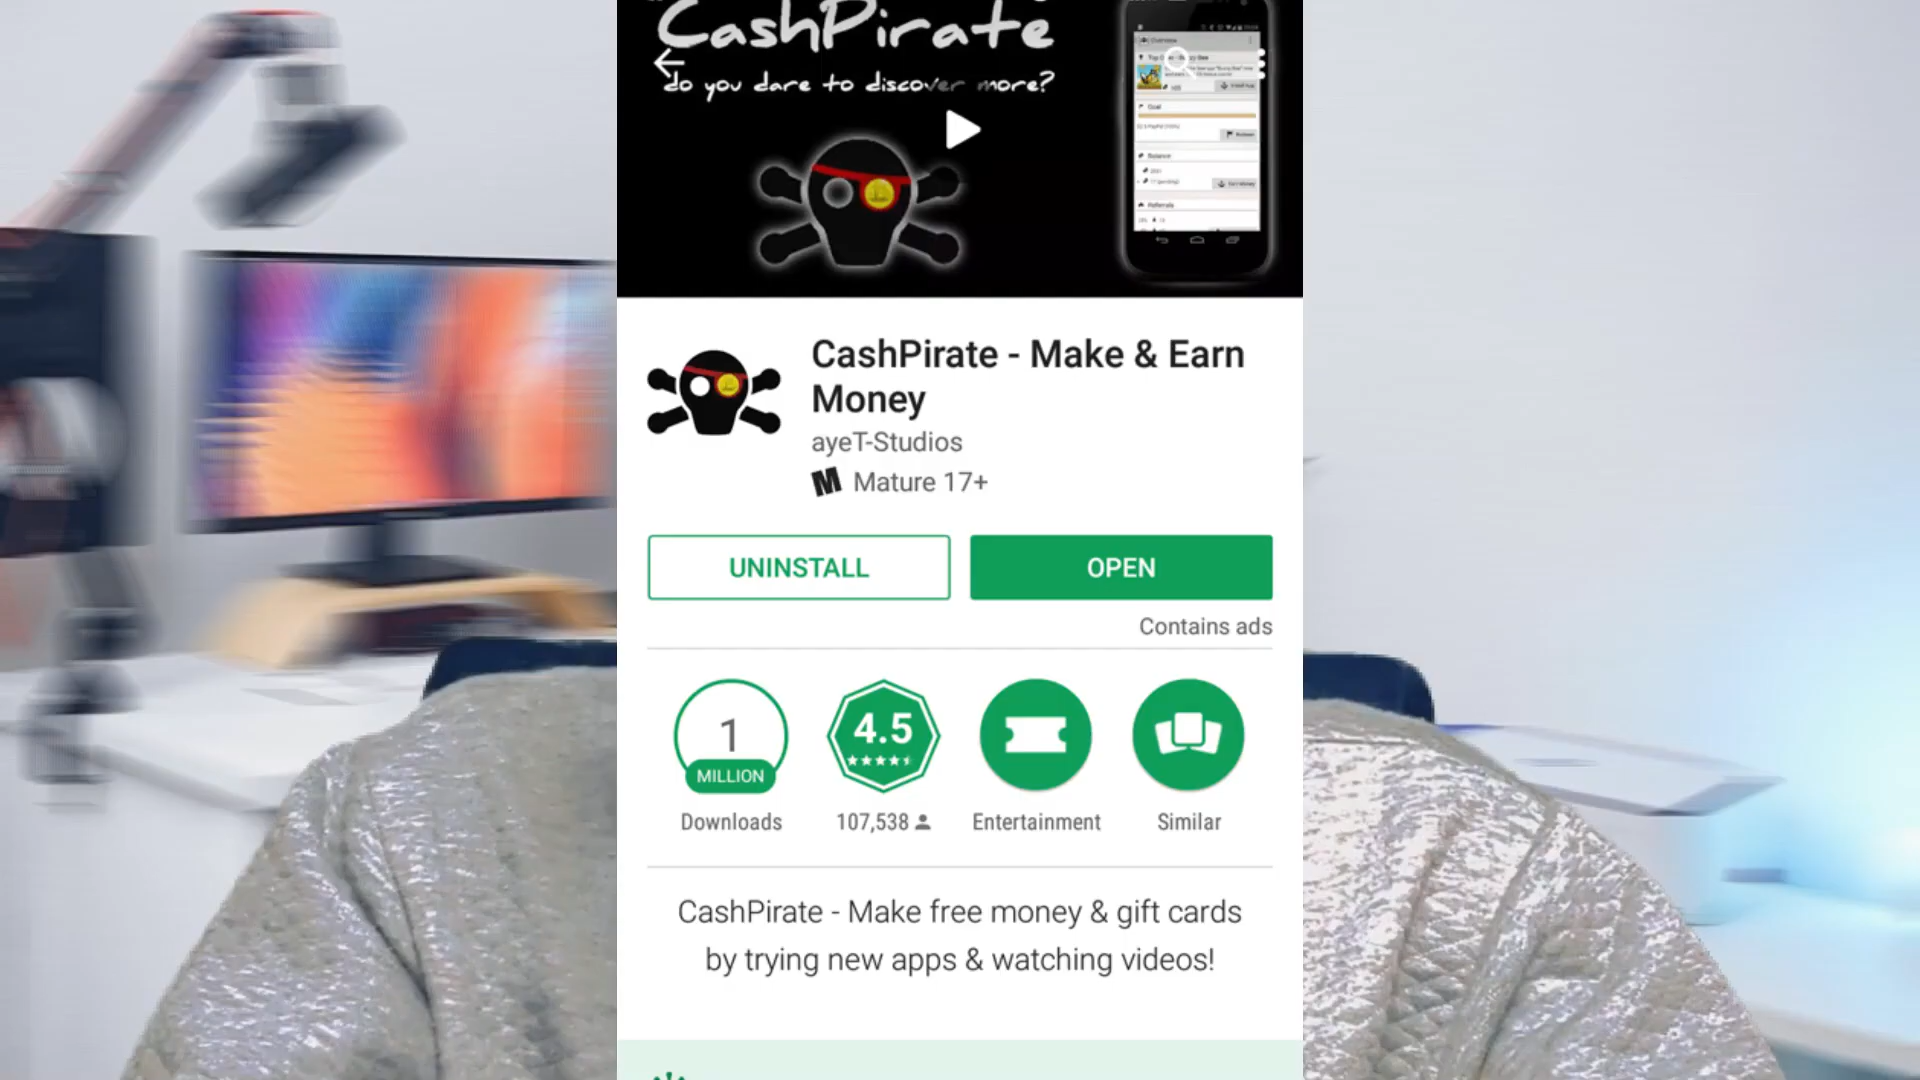 CashPirate
do you dare to discover more?
CashPirate - Make & Earn
Money
ayeT-Studios
Mature 17+
UNINSTALL
OPEN
Contains ads
1
MILLION
4.5
Downloads
107,538
Entertainment
Similar
CashPirate - Make free money & gift cards
by trying new apps & watching videos!